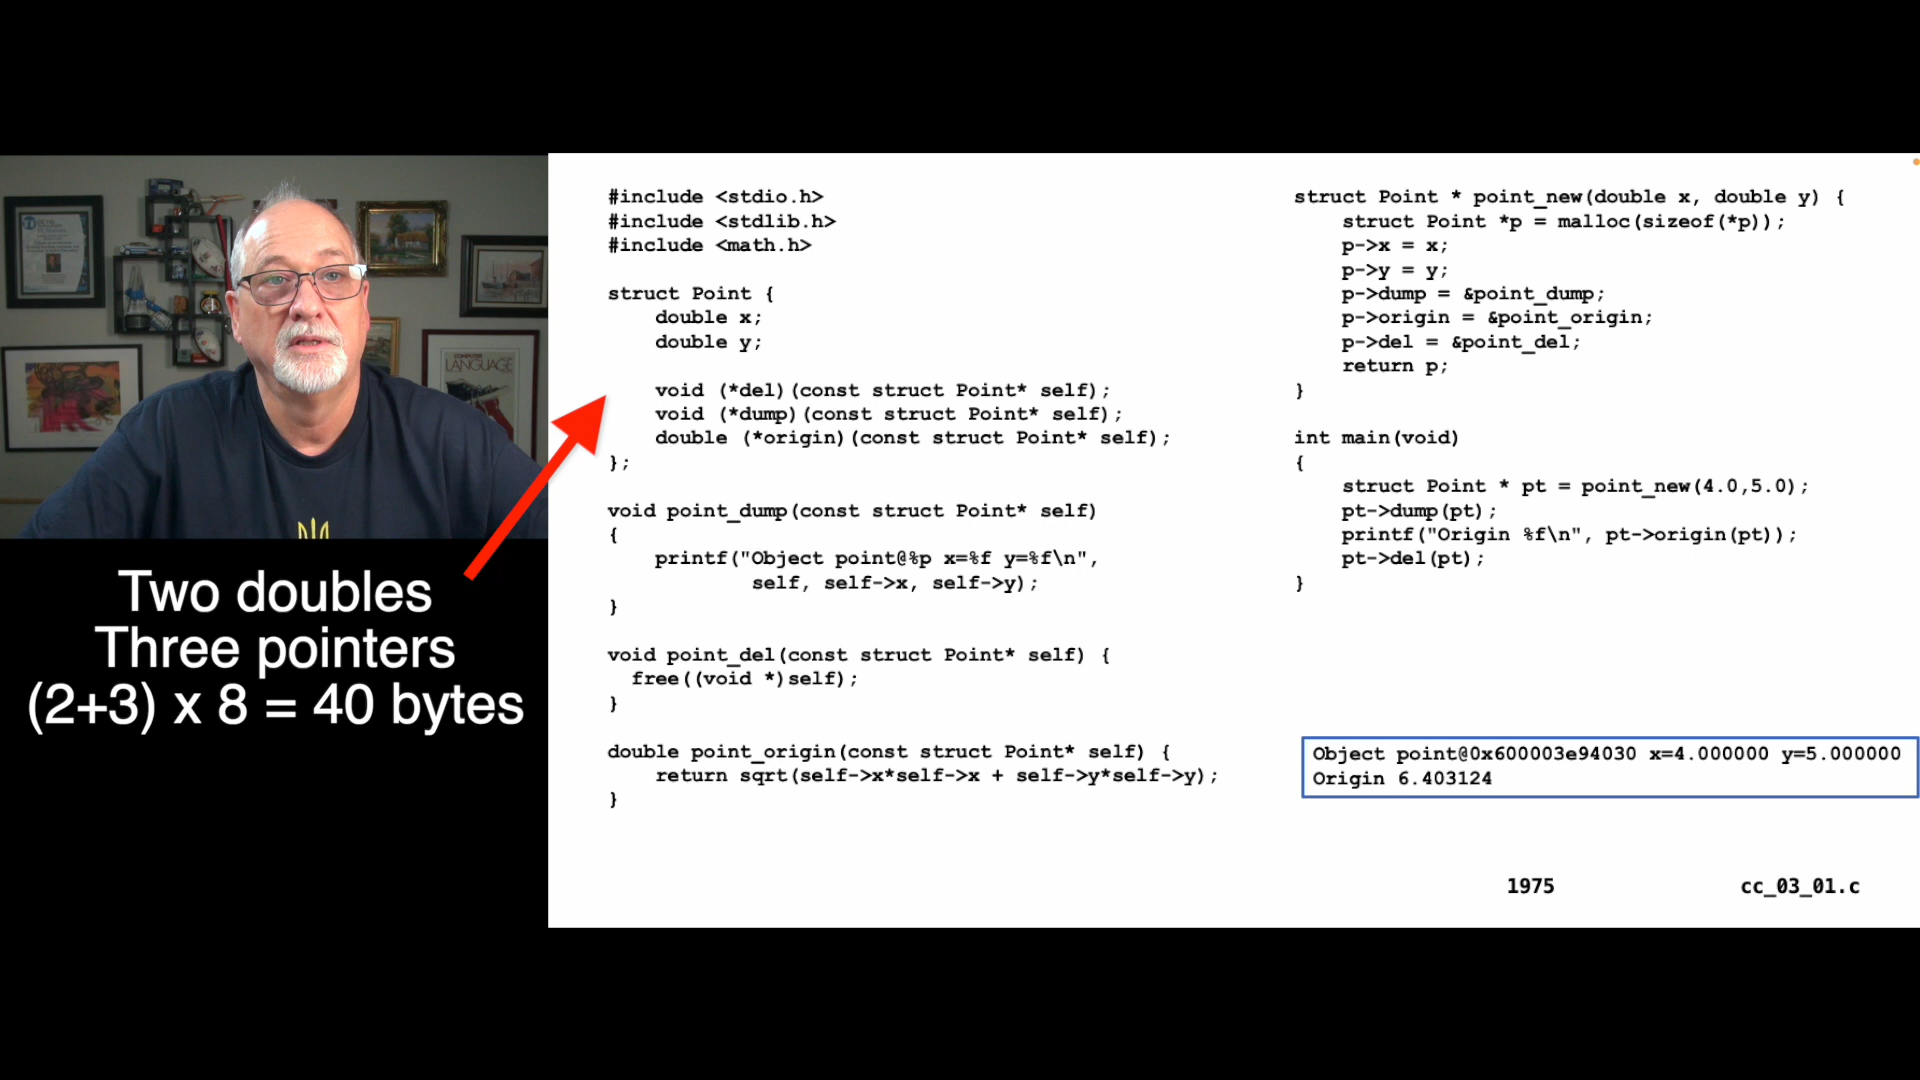 COMPUTER
LANGUAGE
Two doubles
Three pointers
(2+3) x 8 = 40 bytes
#include <stdio.h>
#include <stdlib.h>
#include <math.h>
struct Point {
    double x;
    double y;
    void (*del)(const struct Point* self);
    void (*dump)(const struct Point* self);
    double (*origin)(const struct Point* self);
};
void point_dump(const struct Point* self)
{
    printf("Object point@%p x=%f y=%f\n",
            self, self->x, self->y);
}
void point_del(const struct Point* self) {
  free((void *)self);
}
double point_origin(const struct Point* self) {
    return sqrt(self->x*self->x + self->y*self->y);
}
struct Point * point_new(double x, double y) {
    struct Point *p = malloc(sizeof(*p));
    p->x = x;
    p->y = y;
    p->dump = &point_dump;
    p->origin = &point_origin;
    p->del = &point_del;
    return p;
}
int main(void)
{
    struct Point * pt = point_new(4.0,5.0);
    pt->dump(pt);
    printf("Origin %f\n", pt->origin(pt));
    pt->del(pt);
}
Object point@0x600003e94030 x=4.000000 y=5.000000
Origin 6.403124
1975
cc_03_01.c